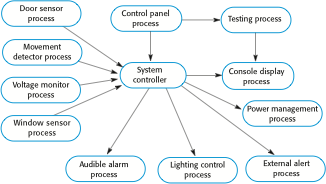 Door sensor
process
Control panel
process
Testing process
Movement
detector process
System
controller
Console display
process
Voltage monitor
process
Power management
process
Window sensor
process
Audible alarm
process
Lighting control
process
External alert
process